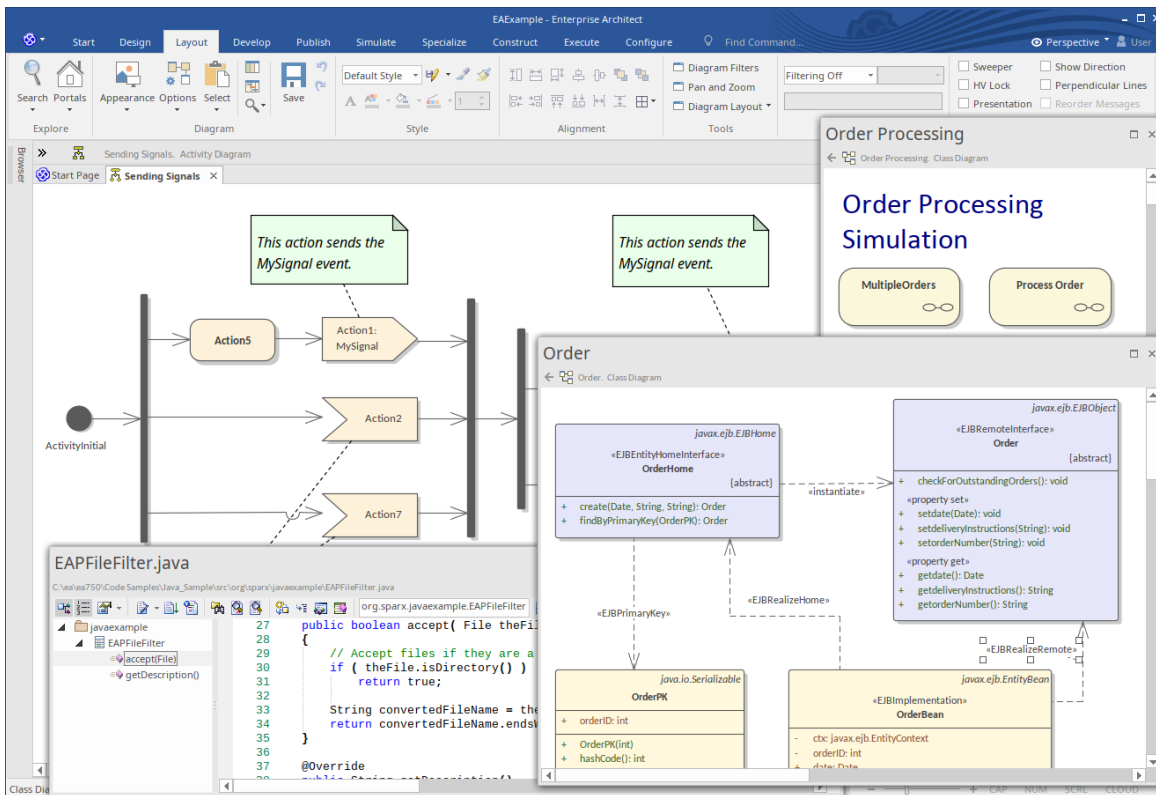 EAExample - Enterprise Architect
Start Design Layout Develop Publish Simulate Specialize Construct Execute Configure Find Command... Perspective User
Search Portals Appearance Options Select Save
Default Style
1
Diagram Filters
Pan and Zoom
Diagram Layout
Filtering Off
Sweeper Show Direction
HV Lock Perpendicular Lines
Presentation Reorder Messages
Explore Diagram Style Alignment Tools
Browser
Sending Signals. Activity Diagram
Start Page Sending Signals
This action sends the
MySignal event.
This action sends the
MySignal event.
Action5
Action1:
MySignal
Action2
ActivityInitial
Action7
Order Processing
Order Processing. Class Diagram
Order Processing
Simulation
MultipleOrders
Process Order
Order
Order. Class Diagram
javax.ejb.EJBHome
«EJBEntityHomeInterface»
OrderHome
{abstract}
+ create(Date, String, String): Order
+ findByPrimaryKey(OrderPK): Order
«instantiate»
javax.ejb.EJBObject
«EJBRemoteInterface»
Order
{abstract}
+ checkForOutstandingOrders(): void
«property set»
+ setdate(Date): void
+ setdeliveryInstructions(String): void
+ setorderNumber(String): void
«property get»
+ getdate(): Date
+ getdeliveryInstructions(): String
+ getorderNumber(): String
«EJBPrimaryKey»
«EJBRealizeHome»
«EJBRealizeRemote»
java.io.Serializable
OrderPK
+ orderID: int
+ OrderPK(int)
+ hashCode(): int
javax.ejb.EntityBean
«EJBImplementation»
OrderBean
- ctx: javax.ejb.EntityContext
- orderID: int
+ date: Date
EAPFileFilter.java
C:\ea\ea750\Code Samples\Java_Sample\src\org\sparx\javaexample\EAPFileFilter.java
org.sparx.javaexample.EAPFileFilter
javaexample
EAPFileFilter
accept(File)
getDescription()
27 public boolean accept( File theFil
28 {
29 // Accept files if they are a
30 if ( theFile.isDirectory() )
31 return true;
32
33 String convertedFileName = the
34 return convertedFileName.endsW
35 }
36
37 @Override
38 public String getDescription()
Class Dia
CAP NUM SCRL CLOUD